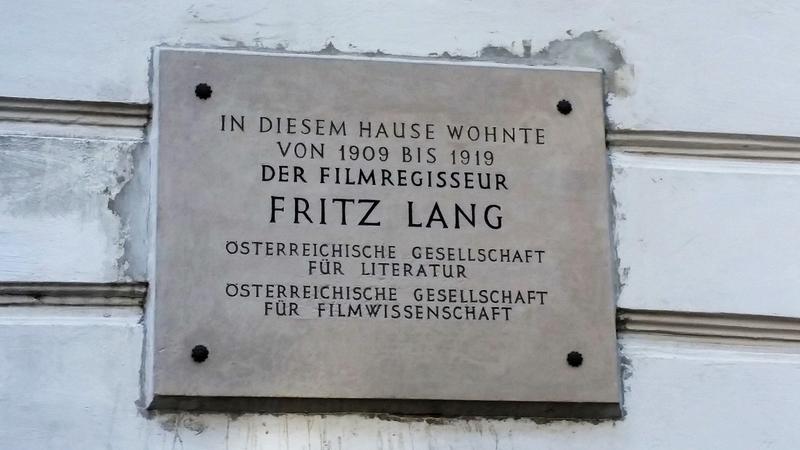 IN DIESEM HAUSE WOHNTE
VON 1909 BIS 1919
DER FILMREGISSEUR
FRITZ LANG
ÖSTERREICHISCHE GESELLSCHAFT
FÜR LITERATUR
ÖSTERREICHISCHE GESELLSCHAFT
FÜR FILMWISSENSCHAFT